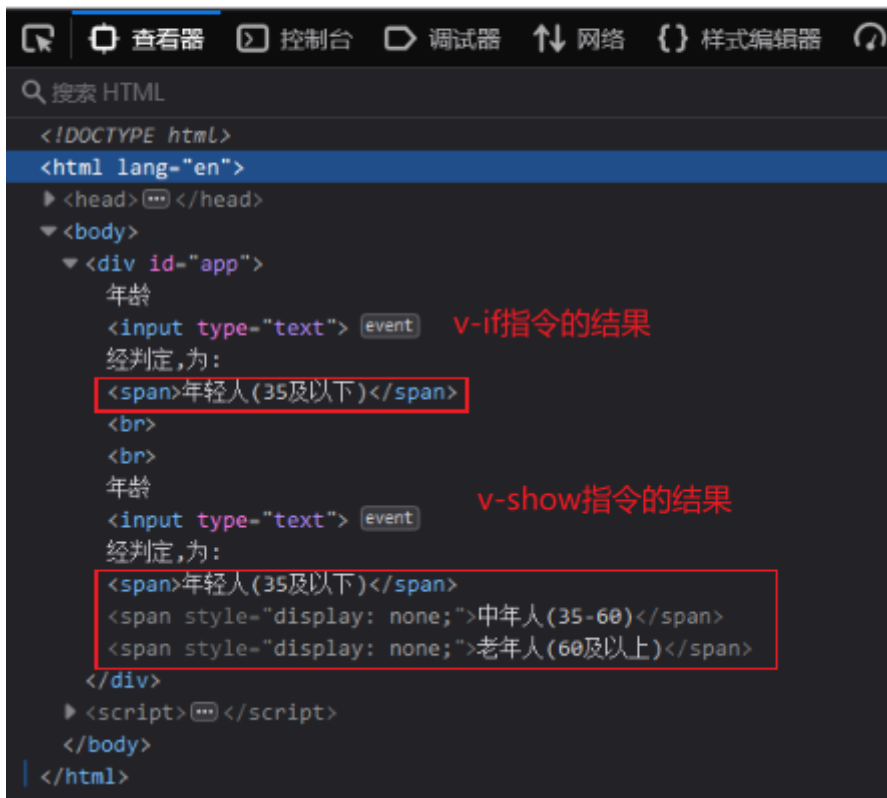 查看器 控制台 调试器 网络 {} 样式编辑器
搜索 HTML
<!DOCTYPE html>
<html lang="en">
<head>···</head>
<body>
<div id="app">
年龄
<input type="text"> event v-if指令的结果
经判定,为:
<span>年轻人(35及以下)</span>
<br>
<br>
年龄
v-show指令的结果
<input type="text"> event
经判定,为:
<span>年轻人(35及以下)</span>
<span style="display: none;">中年人(35-60)</span>
<span style="display: none;">老年人(60及以上)</span>
</div>
<script>···</script>
</body>
</html>